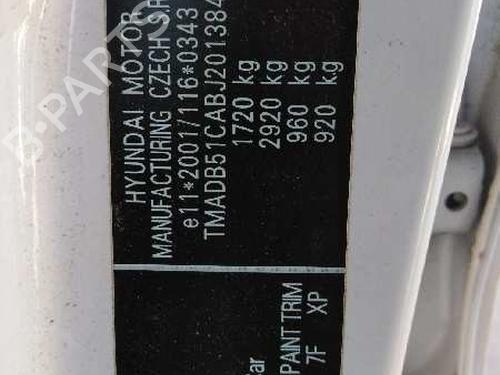 HYUNDAI MOTOR
MANUFACTURING CZECH S.R
e11*2001/116*0343
TMADB51CABJ201384
1720 kg
2920 kg
960 kg
920 kg
PAINT TRIM
7F XP